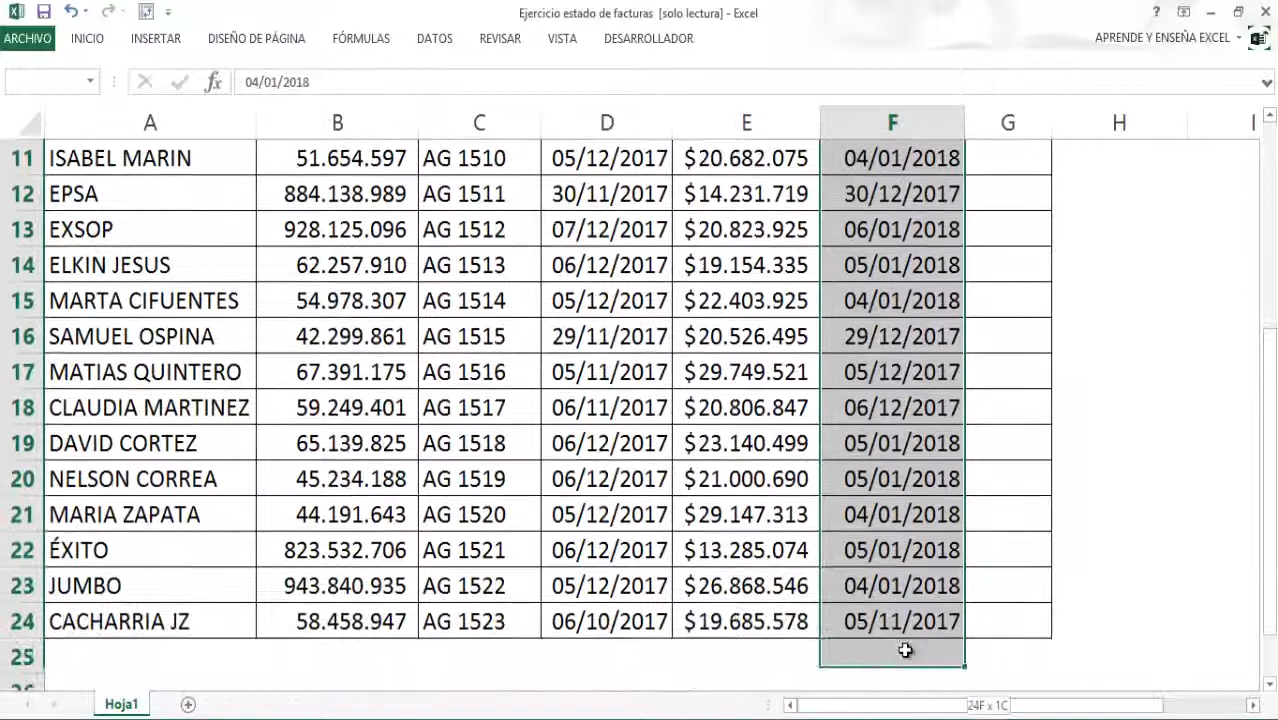 Ejercicio estado de facturas [solo lectura] - Excel
ARCHIVO INICIO INSERTAR DISEÑO DE PÁGINA FÓRMULAS DATOS REVISAR VISTA DESARROLLADOR APRENDE Y ENSEÑA EXCEL
fx 04/01/2018
A B C D E F G H I
11 ISABEL MARIN 51.654.597 AG 1510 05/12/2017 $20.682.075 04/01/2018
12 EPSA 884.138.989 AG 1511 30/11/2017 $14.231.719 30/12/2017
13 EXSOP 928.125.096 AG 1512 07/12/2017 $20.823.925 06/01/2018
14 ELKIN JESUS 62.257.910 AG 1513 06/12/2017 $19.154.335 05/01/2018
15 MARTA CIFUENTES 54.978.307 AG 1514 05/12/2017 $22.403.925 04/01/2018
16 SAMUEL OSPINA 42.299.861 AG 1515 29/11/2017 $20.526.495 29/12/2017
17 MATIAS QUINTERO 67.391.175 AG 1516 05/11/2017 $29.749.521 05/12/2017
18 CLAUDIA MARTINEZ 59.249.401 AG 1517 06/11/2017 $20.806.847 06/12/2017
19 DAVID CORTEZ 65.139.825 AG 1518 06/12/2017 $23.140.499 05/01/2018
20 NELSON CORREA 45.234.188 AG 1519 06/12/2017 $21.000.690 05/01/2018
21 MARIA ZAPATA 44.191.643 AG 1520 05/12/2017 $29.147.313 04/01/2018
22 ÉXITO 823.532.706 AG 1521 06/12/2017 $13.285.074 05/01/2018
23 JUMBO 943.840.935 AG 1522 05/12/2017 $26.868.546 04/01/2018
24 CACHARRIA JZ 58.458.947 AG 1523 06/10/2017 $19.685.578 05/11/2017
25
Hoja1 24F x 1C